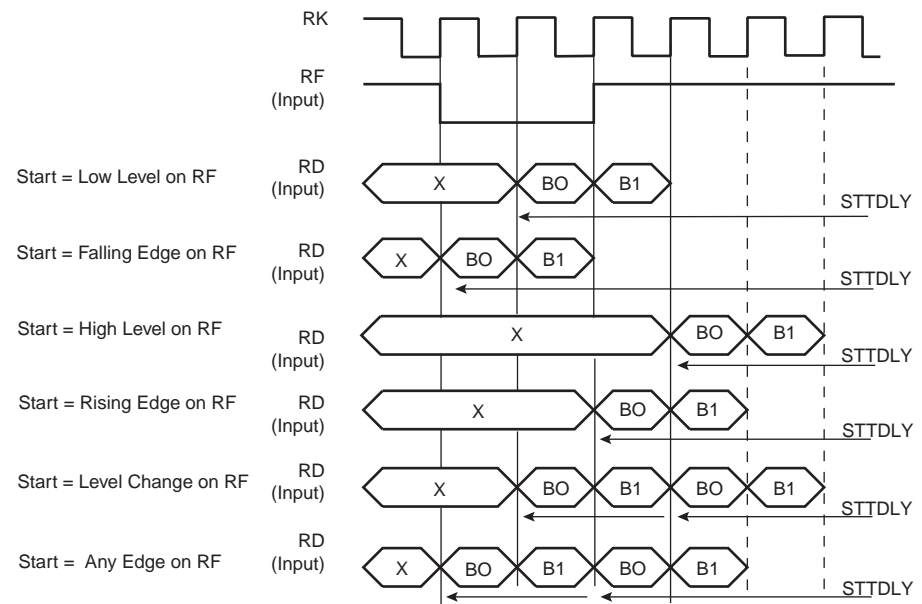 RK
RF
(Input)
Start = Low Level on RF
RD
(Input)
X
BO
B1
STTDLY
Start = Falling Edge on RF
RD
(Input)
X
BO
B1
STTDLY
Start = High Level on RF
RD
(Input)
X
BO
B1
STTDLY
Start = Rising Edge on RF
RD
(Input)
X
BO
B1
STTDLY
Start = Level Change on RF
RD
(Input)
X
BO
B1
BO
B1
STTDLY
Start = Any Edge on RF
RD
(Input)
X
BO
B1
BO
B1
STTDLY